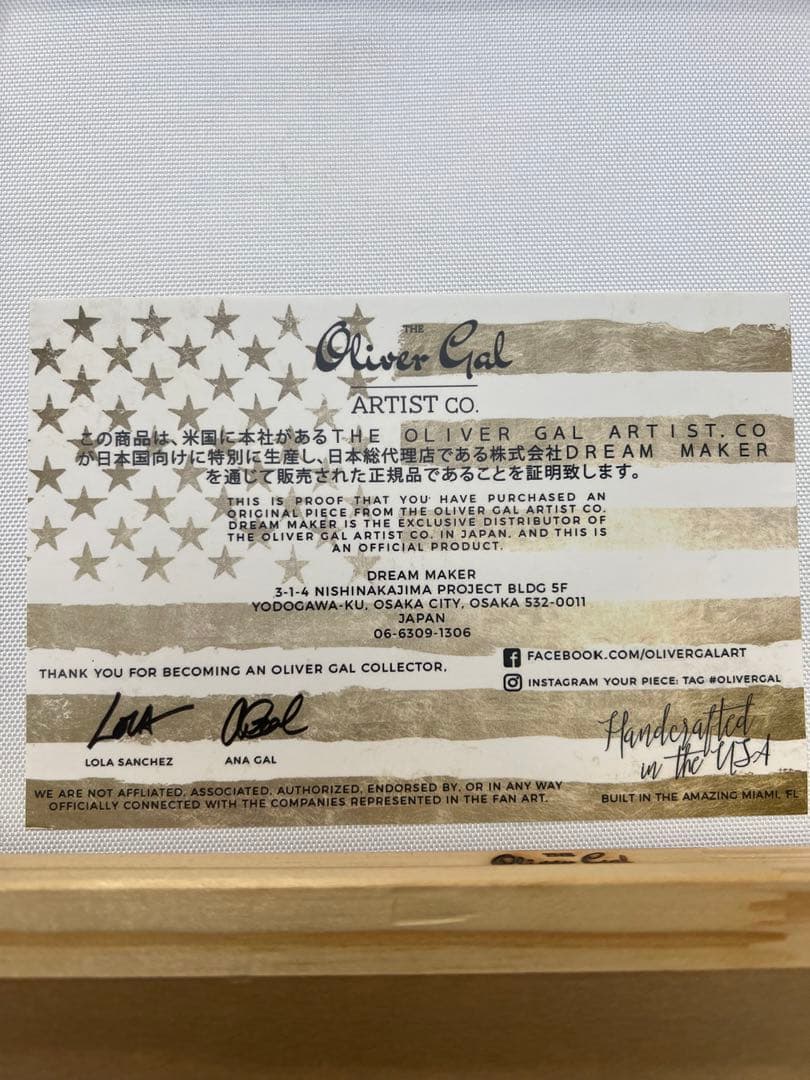 THE
Oliver Gal
ARTIST CO.
この商品は、米国に本社があるTHE OLIVER GAL ARTIST.CO
が日本国向けに特別に生産し、日本総代理店である株式会社DREAM MAKER
を通じて販売された正規品であることを証明致します。
THIS IS PROOF THAT YOU HAVE PURCHASED AN
ORIGINAL PIECE FROM THE OLIVER GAL ARTIST CO.
DREAM MAKER IS THE EXCLUSIVE DISTRIBUTOR OF
THE OLIVER GAL ARTIST CO. IN JAPAN. AND THIS IS
AN OFFICIAL PRODUCT.
DREAM MAKER
3-1-4 NISHINAKAJIMA PROJECT BLDG 5F
YODOGAWA-KU, OSAKA CITY, OSAKA 532-0011
JAPAN
06-6309-1306
FACEBOOK.COM/OLIVERGALART
THANK YOU FOR BECOMING AN OLIVER GAL COLLECTOR.
INSTAGRAM YOUR PIECE: TAG #OLIVERGAL
LOLA
LOLA SANCHEZ
ANA GAL
Handcrafted
in the USA
WE ARE NOT AFFLIATED, ASSOCIATED, AUTHORIZED, ENDORSED BY, OR IN ANY WAY
OFFICIALLY CONNECTED WITH THE COMPANIES REPRESENTED IN THE FAN ART.
BUILT IN THE AMAZING MIAMI, FL